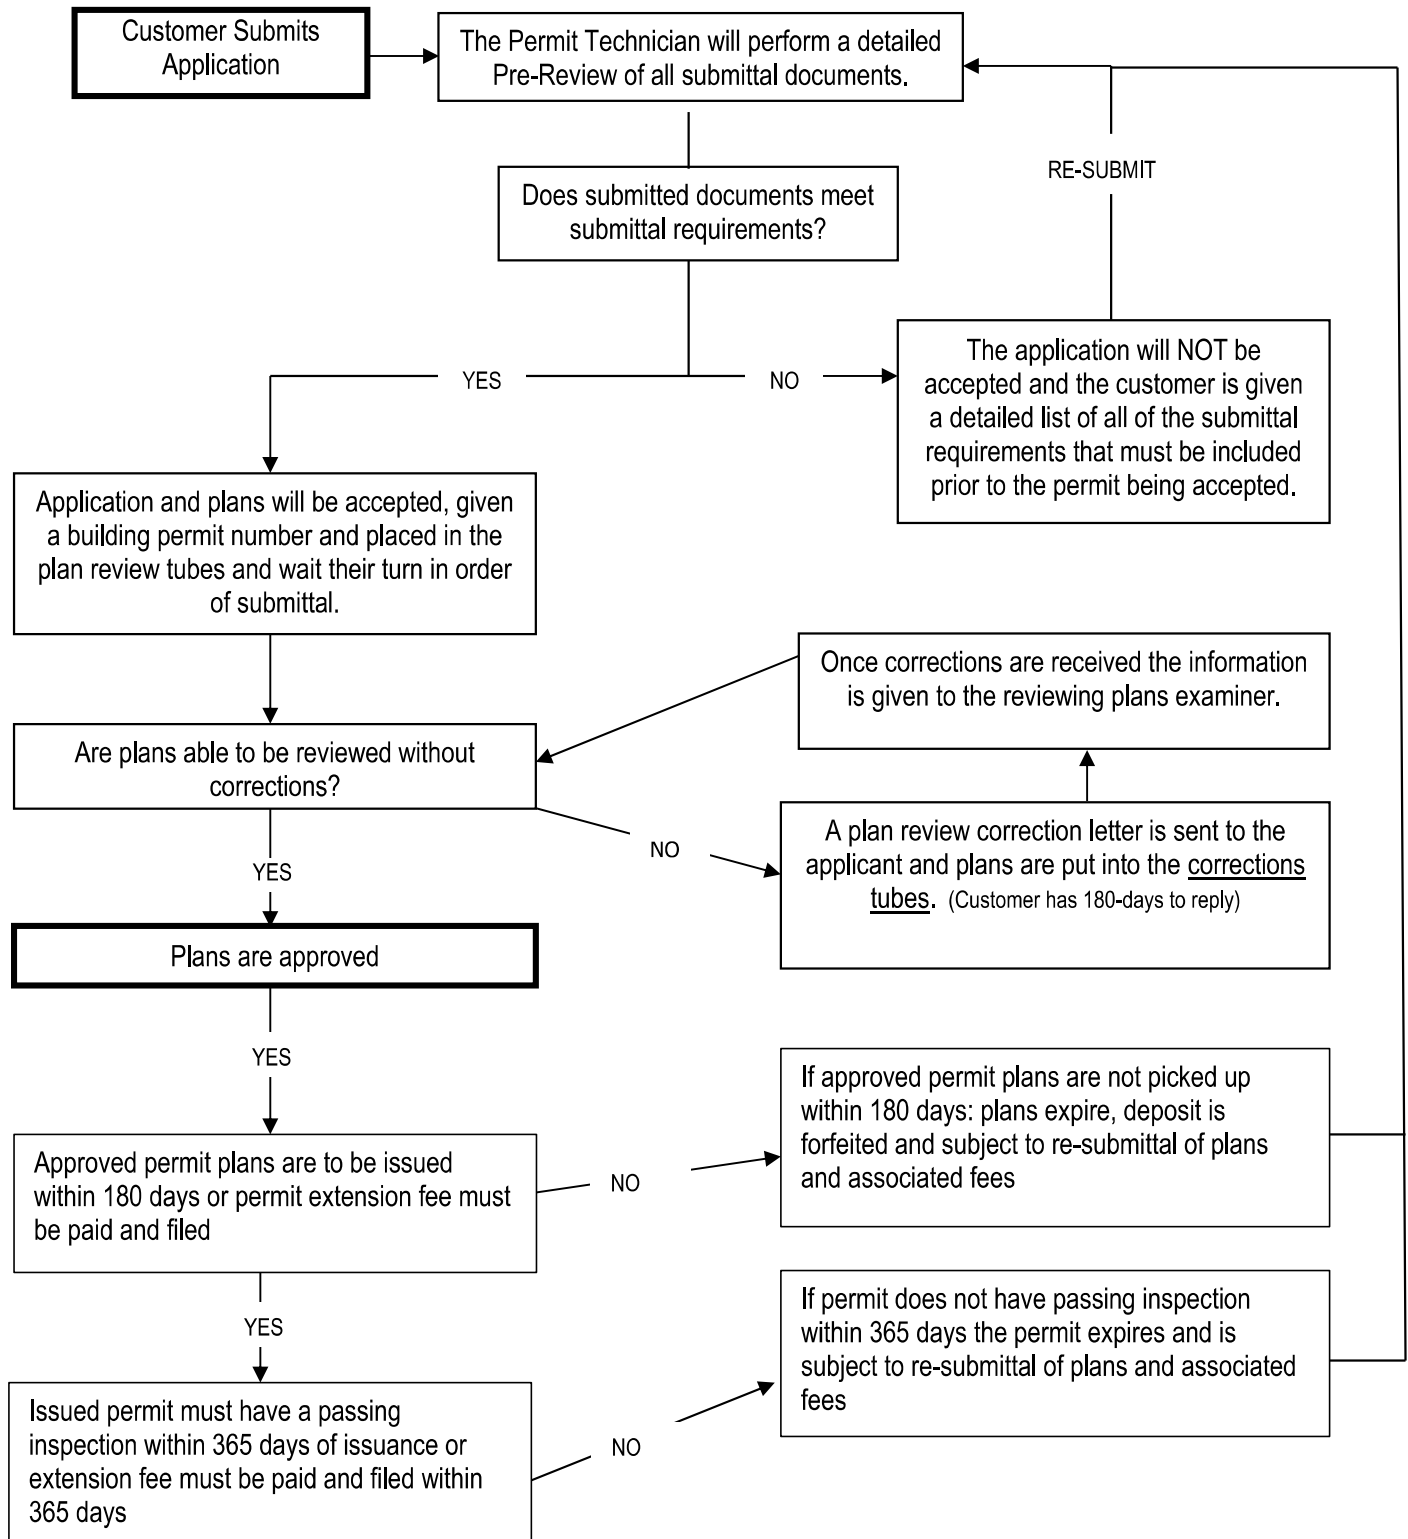 Customer Submits
Application
The Permit Technician will perform a detailed
Pre-Review of all submittal documents.
RE-SUBMIT
Does submitted documents meet
submittal requirements?
YES
NO
The application will NOT be
accepted and the customer is given
a detailed list of all of the submittal
requirements that must be included
prior to the permit being accepted.
Application and plans will be accepted, given
a building permit number and placed in the
plan review tubes and wait their turn in order
of submittal.
Once corrections are received the information
is given to the reviewing plans examiner.
Are plans able to be reviewed without
corrections?
NO
A plan review correction letter is sent to the
applicant and plans are put into the corrections
tubes. (Customer has 180-days to reply)
YES
Plans are approved
YES
If approved permit plans are not picked up
within 180 days: plans expire, deposit is
forfeited and subject to re-submittal of plans
and associated fees
Approved permit plans are to be issued
within 180 days or permit extension fee must
be paid and filed
NO
YES
If permit does not have passing inspection
within 365 days the permit expires and is
subject to re-submittal of plans and associated
fees
Issued permit must have a passing
inspection within 365 days of issuance or
extension fee must be paid and filed within
365 days
NO